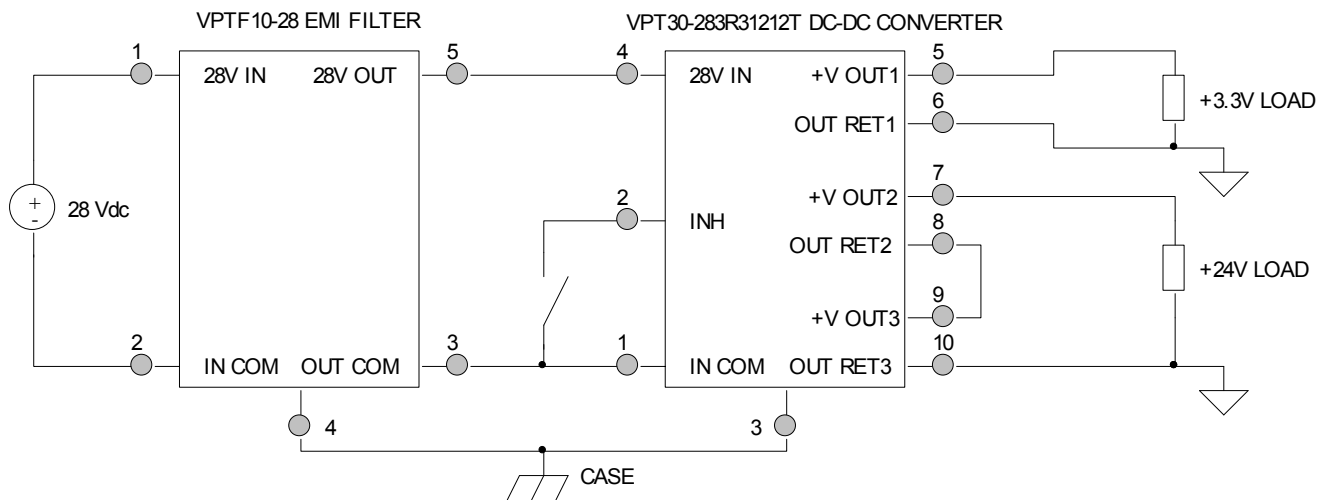 VPTF10-28 EMI FILTER
VPT30-283R31212T DC-DC CONVERTER
1
5
4
5
28V IN
28V OUT
28V IN
+V OUT1
6
+3.3V LOAD
OUT RET1
7
2
+V OUT2
+
-
28 Vdc
INH
8
OUT RET2
+24V LOAD
9
+V OUT3
2
3
1
10
IN COM
OUT COM
IN COM
OUT RET3
4
3
CASE